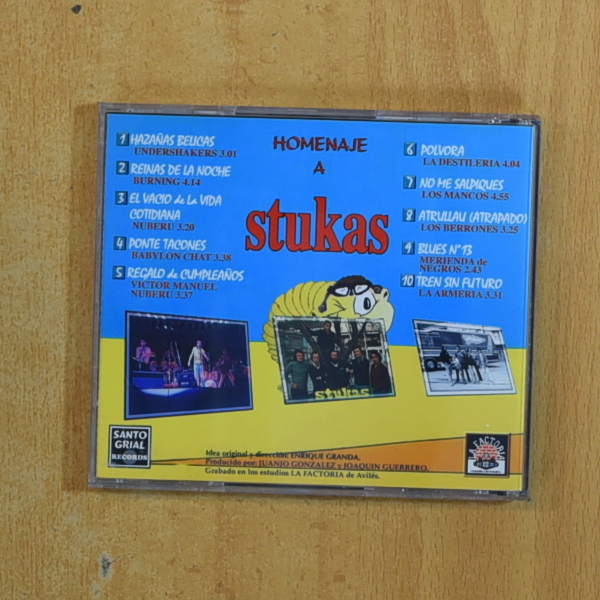 HOMENAJE
A
stukas
1 HAZAÑAS BELICAS
UNDERSHAKERS 3.01
2 REINAS DE LA NOCHE
BURNING 4.14
3 EL VACIO de LA VIDA
COTIDIANA
NUBERU 3.20
4 PONTE TACONES
BABYLON CHAT 3.38
5 REGALO de CUMPLEAÑOS
VICTOR MANUEL
NUBERU 3.37
6 POLVORA
LA DESTILERIA 4.04
7 NO ME SALPIQUES
LOS MANCOS 4.55
8 ATRULLAU (ATRAPADO)
LOS BERRONES 3.25
9 BLUES Nº 13
MERIENDA de
NEGROS 2.43
10 TREN SIN FUTURO
LA ARMERIA 3.31
stukas
SANTO
GRIAL
RECORDS
Idea original y dirección: ENRIQUE GRANDA.
Producido por: JUANJO GONZALEZ y JOAQUIN GUERRERO.
Grabado en los estudios LA FACTORIA de Avilés.
LA FACTORIA